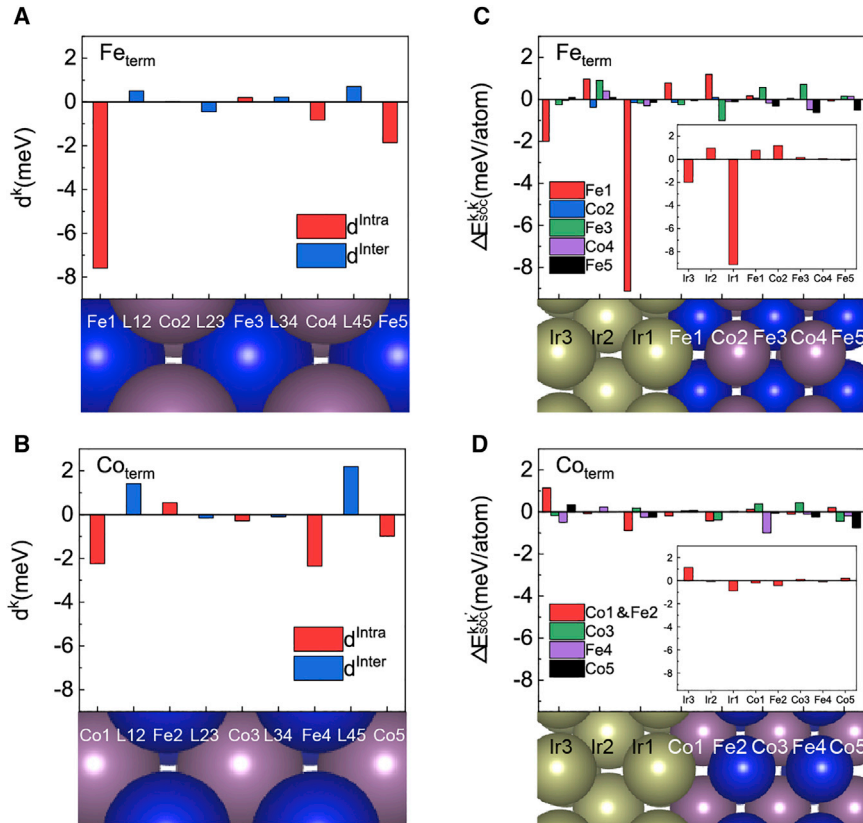 A
Fe_term
d^k(meV)
2
0
-2
-4
-6
-8
d^Intra
d^Inter
Fe1 L12 Co2 L23 Fe3 L34 Co4 L45 Fe5
C
Fe_term
ΔE_soc^k,k'(meV/atom)
2
0
-2
-4
-6
-8
Fe1
Co2
Fe3
Co4
Fe5
2
0
-2
-4
-6
-8
Ir3 Ir2 Ir1 Fe1 Co2 Fe3 Co4 Fe5
Ir3 Ir2 Ir1 Fe1 Co2 Fe3 Co4 Fe5
B
Co_term
d^k(meV)
2
0
-2
-4
-6
-8
d^Intra
d^Inter
Co1 L12 Fe2 L23 Co3 L34 Fe4 L45 Co5
D
Co_term
ΔE_soc^k,k'(meV/atom)
2
0
-2
-4
-6
-8
Co1&Fe2
Co3
Fe4
Co5
2
0
-2
-4
-6
-8
Ir3 Ir2 Ir1 Co1 Fe2 Co3 Fe4 Co5
Ir3 Ir2 Ir1 Co1 Fe2 Co3 Fe4 Co5